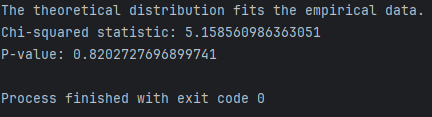 The theoretical distribution fits the empirical data.
Chi-squared statistic: 5.158560986363051
P-value: 0.8202727696899741
Process finished with exit code 0